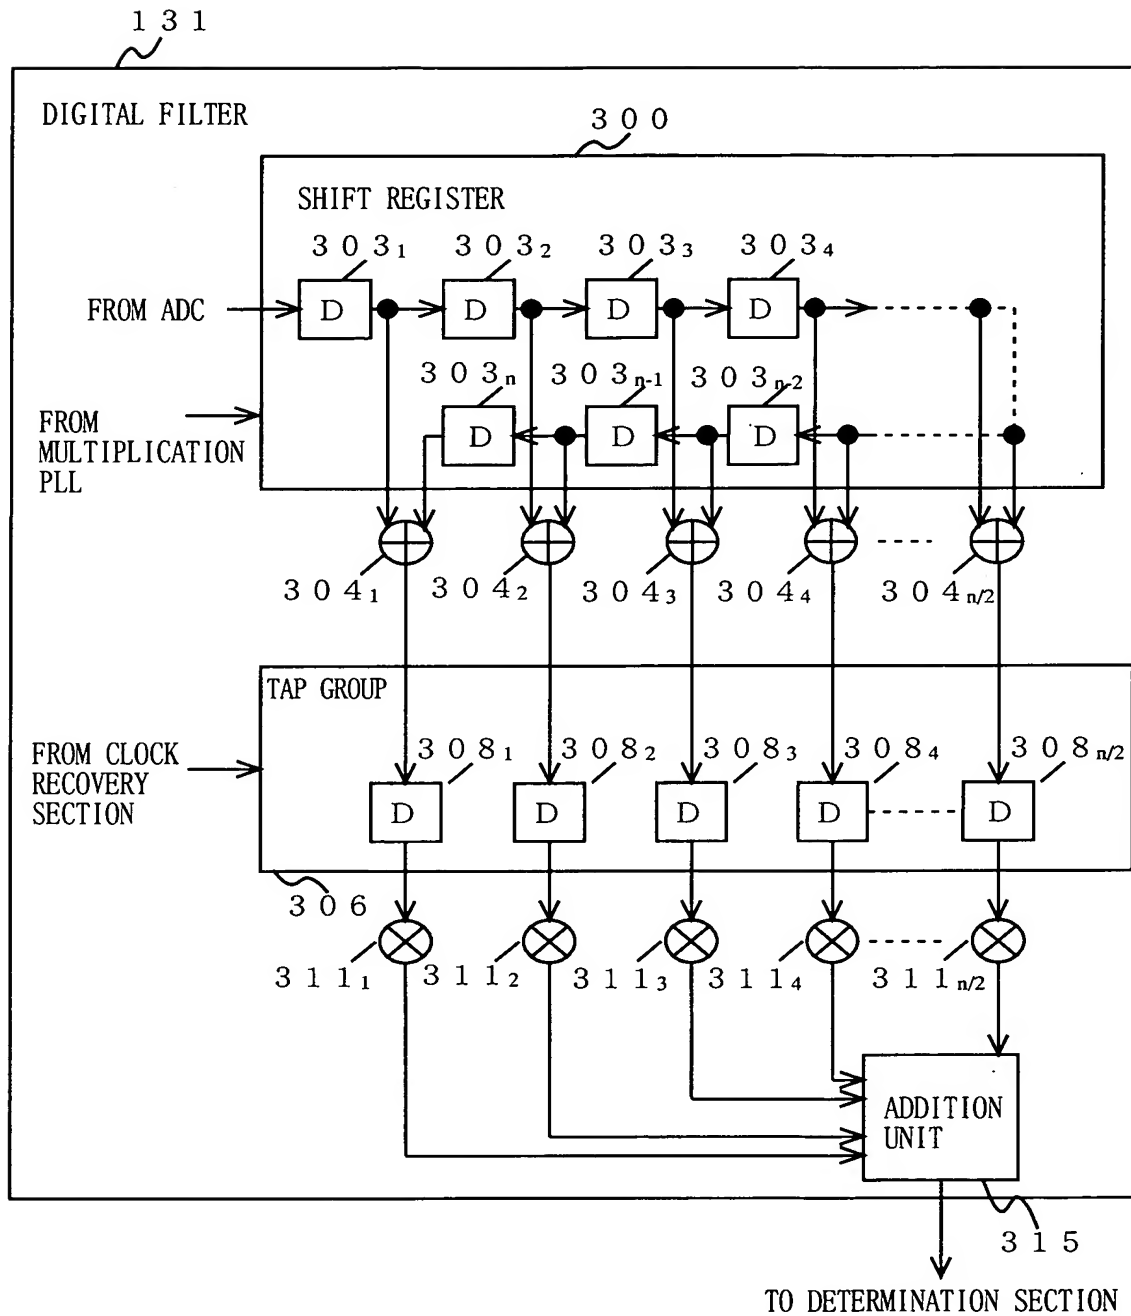 131
DIGITAL FILTER
300
SHIFT REGISTER
303₁ 303₂ 303₃ 303₄
FROM ADC
D D D D
303ₙ 303ₙ₋₁ 303ₙ₋₂
D D D
FROM
MULTIPLICATION
PLL
304₁ 304₂ 304₃ 304₄ 304n/2
TAP GROUP
FROM CLOCK
RECOVERY
SECTION
308₁ 308₂ 308₃ 308₄ 308n/2
D D D D D
306
311₁ 311₂ 311₃ 311₄ 311n/2
ADDITION
UNIT
315
TO DETERMINATION SECTION